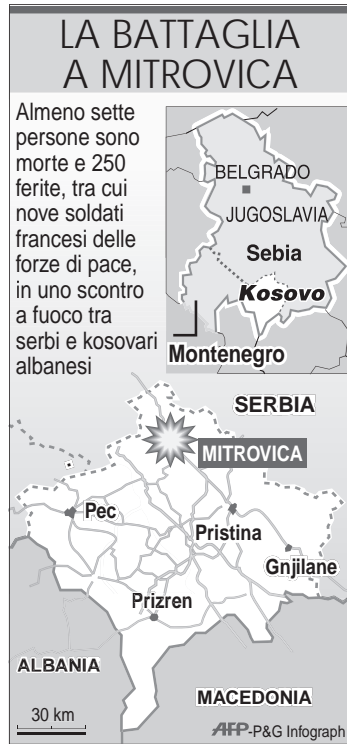 LA BATTAGLIA
A MITROVICA
Almeno sette
persone sono
morte e 250
ferite, tra cui
nove soldati
francesi delle
forze di pace,
in uno scontro
a fuoco tra
serbi e kosovari
albanesi
BELGRADO
JUGOSLAVIA
Sebia
Kosovo
Montenegro
SERBIA
MITROVICA
Pec
Pristina
Gnjilane
Prizren
ALBANIA
MACEDONIA
30 km
AFP-P&G Infograph